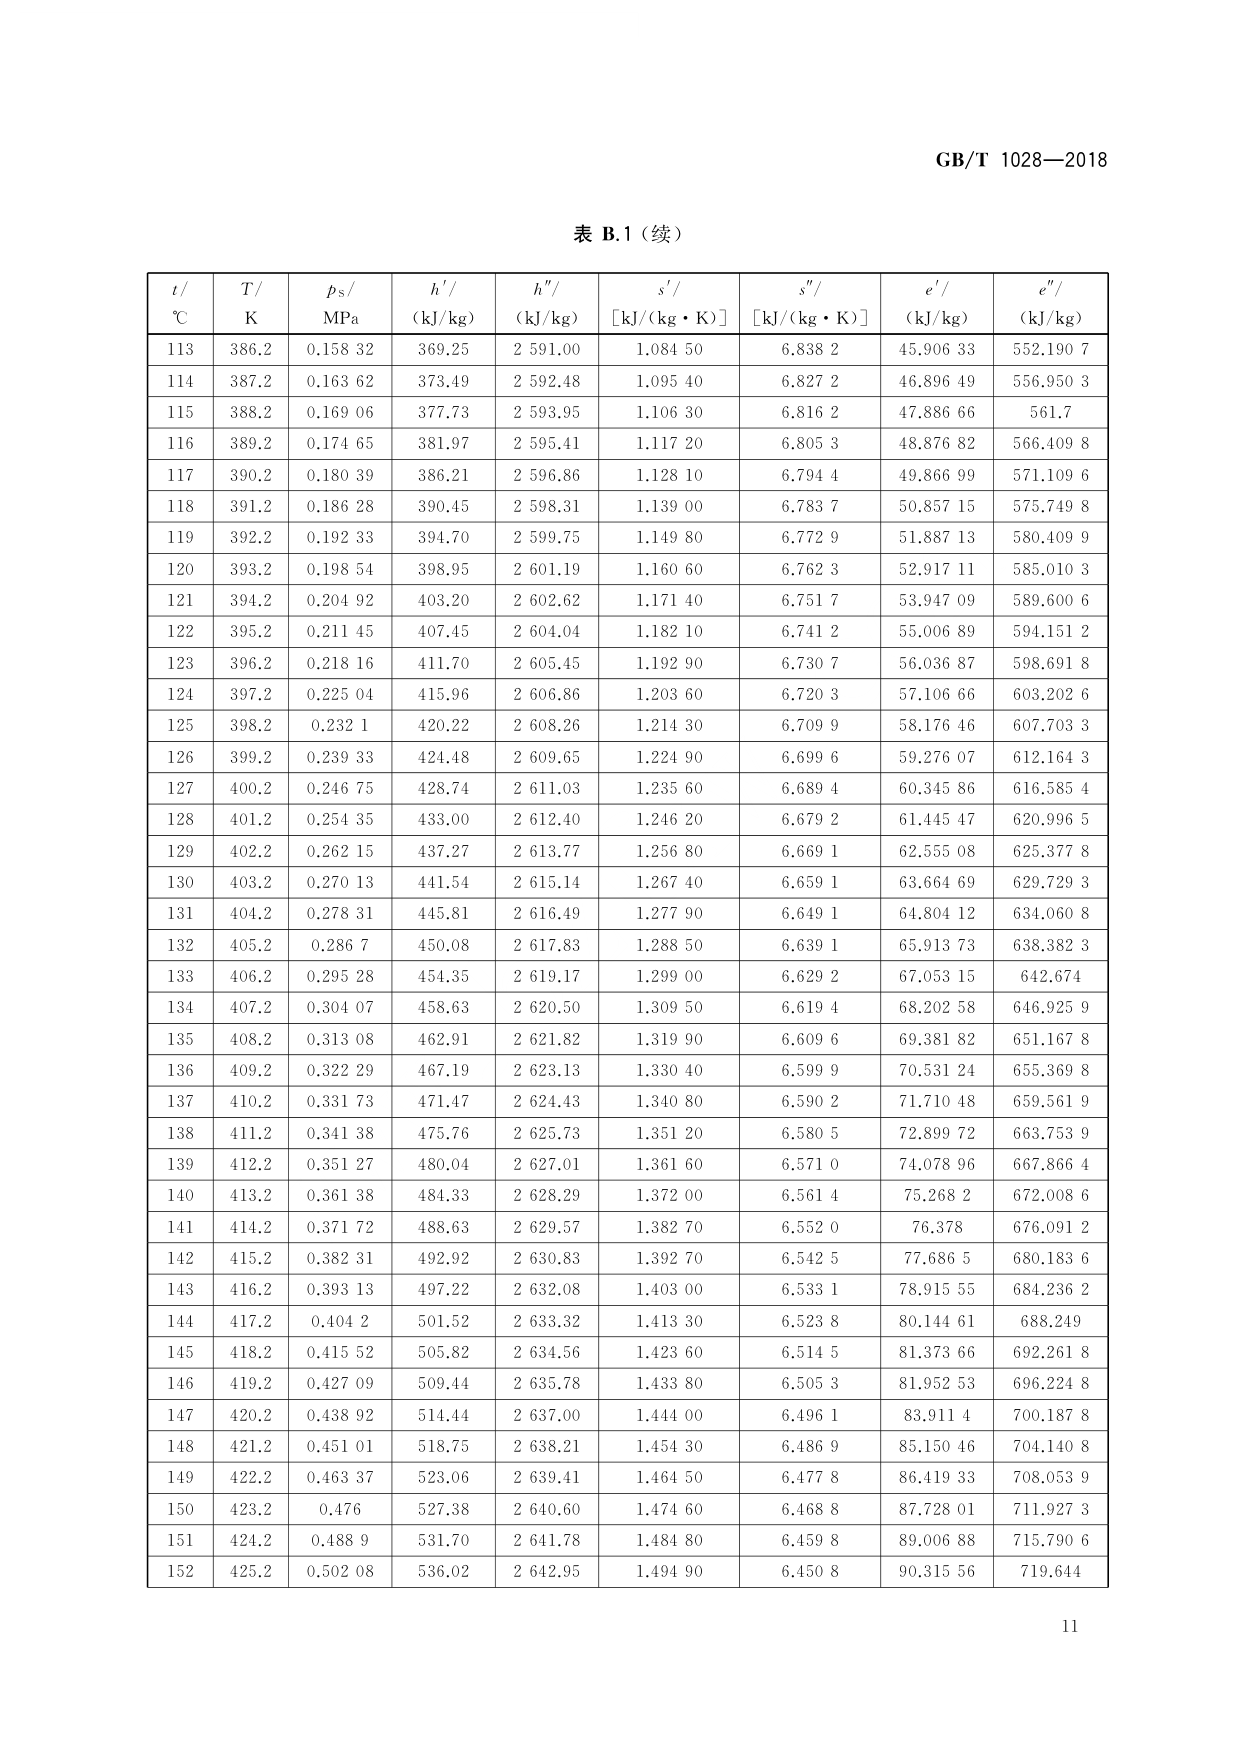 GB/T 1028—2018
表 B.1(续)
t/ T/ pS/ h′/ h″/ s′/ s″/ e′/ e″/
℃ K MPa (kJ/kg) (kJ/kg) [kJ/(kg·K)] [kJ/(kg·K)] (kJ/kg) (kJ/kg)
113 386.2 0.158 32 369.25 2 591.00 1.084 50 6.838 2 45.906 33 552.190 7
114 387.2 0.163 62 373.49 2 592.48 1.095 40 6.827 2 46.896 49 556.950 3
115 388.2 0.169 06 377.73 2 593.95 1.106 30 6.816 2 47.886 66 561.7
116 389.2 0.174 65 381.97 2 595.41 1.117 20 6.805 3 48.876 82 566.409 8
117 390.2 0.180 39 386.21 2 596.86 1.128 10 6.794 4 49.866 99 571.109 6
118 391.2 0.186 28 390.45 2 598.31 1.139 00 6.783 7 50.857 15 575.749 8
119 392.2 0.192 33 394.70 2 599.75 1.149 80 6.772 9 51.887 13 580.409 9
120 393.2 0.198 54 398.95 2 601.19 1.160 60 6.762 3 52.917 11 585.010 3
121 394.2 0.204 92 403.20 2 602.62 1.171 40 6.751 7 53.947 09 589.600 6
122 395.2 0.211 45 407.45 2 604.04 1.182 10 6.741 2 55.006 89 594.151 2
123 396.2 0.218 16 411.70 2 605.45 1.192 90 6.730 7 56.036 87 598.691 8
124 397.2 0.225 04 415.96 2 606.86 1.203 60 6.720 3 57.106 66 603.202 6
125 398.2 0.232 1 420.22 2 608.26 1.214 30 6.709 9 58.176 46 607.703 3
126 399.2 0.239 33 424.48 2 609.65 1.224 90 6.699 6 59.276 07 612.164 3
127 400.2 0.246 75 428.74 2 611.03 1.235 60 6.689 4 60.345 86 616.585 4
128 401.2 0.254 35 433.00 2 612.40 1.246 20 6.679 2 61.445 47 620.996 5
129 402.2 0.262 15 437.27 2 613.77 1.256 80 6.669 1 62.555 08 625.377 8
130 403.2 0.270 13 441.54 2 615.14 1.267 40 6.659 1 63.664 69 629.729 3
131 404.2 0.278 31 445.81 2 616.49 1.277 90 6.649 1 64.804 12 634.060 8
132 405.2 0.286 7 450.08 2 617.83 1.288 50 6.639 1 65.913 73 638.382 3
133 406.2 0.295 28 454.35 2 619.17 1.299 00 6.629 2 67.053 15 642.674
134 407.2 0.304 07 458.63 2 620.50 1.309 50 6.619 4 68.202 58 646.925 9
135 408.2 0.313 08 462.91 2 621.82 1.319 90 6.609 6 69.381 82 651.167 8
136 409.2 0.322 29 467.19 2 623.13 1.330 40 6.599 9 70.531 24 655.369 8
137 410.2 0.331 73 471.47 2 624.43 1.340 80 6.590 2 71.710 48 659.561 9
138 411.2 0.341 38 475.76 2 625.73 1.351 20 6.580 5 72.899 72 663.753 9
139 412.2 0.351 27 480.04 2 627.01 1.361 60 6.571 0 74.078 96 667.866 4
140 413.2 0.361 38 484.33 2 628.29 1.372 00 6.561 4 75.268 2 672.008 6
141 414.2 0.371 72 488.63 2 629.57 1.382 70 6.552 0 76.378 676.091 2
142 415.2 0.382 31 492.92 2 630.83 1.392 70 6.542 5 77.686 5 680.183 6
143 416.2 0.393 13 497.22 2 632.08 1.403 00 6.533 1 78.915 55 684.236 2
144 417.2 0.404 2 501.52 2 633.32 1.413 30 6.523 8 80.144 61 688.249
145 418.2 0.415 52 505.82 2 634.56 1.423 60 6.514 5 81.373 66 692.261 8
146 419.2 0.427 09 509.44 2 635.78 1.433 80 6.505 3 81.952 53 696.224 8
147 420.2 0.438 92 514.44 2 637.00 1.444 00 6.496 1 83.911 4 700.187 8
148 421.2 0.451 01 518.75 2 638.21 1.454 30 6.486 9 85.150 46 704.140 8
149 422.2 0.463 37 523.06 2 639.41 1.464 50 6.477 8 86.419 33 708.053 9
150 423.2 0.476 527.38 2 640.60 1.474 60 6.468 8 87.728 01 711.927 3
151 424.2 0.488 9 531.70 2 641.78 1.484 80 6.459 8 89.006 88 715.790 6
152 425.2 0.502 08 536.02 2 642.95 1.494 90 6.450 8 90.315 56 719.644
11